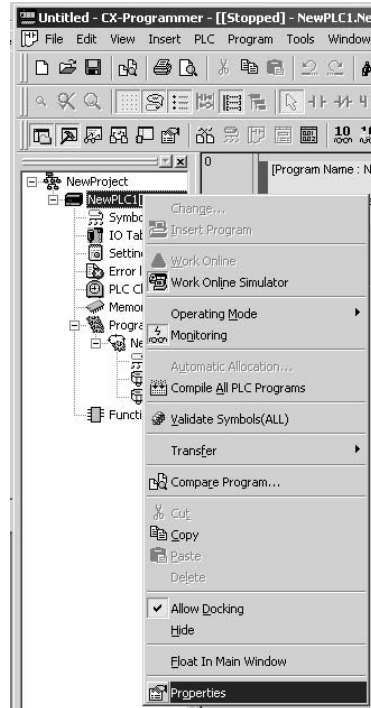 Untitled - CX-Programmer - [[Stopped] - NewPLC1.Ne
File Edit View Insert PLC Program Tools Window
10
0
[Program Name : N
NewProject
NewPLC1[
Symbo
IO Tab
Settin
Error l
PLC Cl
Memor
Progra
Ne
Functi
Change...
Insert Program
Work Online
Work Online Simulator
Operating Mode
Monitoring
Automatic Allocation...
Compile All PLC Programs
Validate Symbols(ALL)
Transfer
Compare Program...
Cut
Copy
Paste
Delete
Allow Docking
Hide
Float In Main Window
Properties